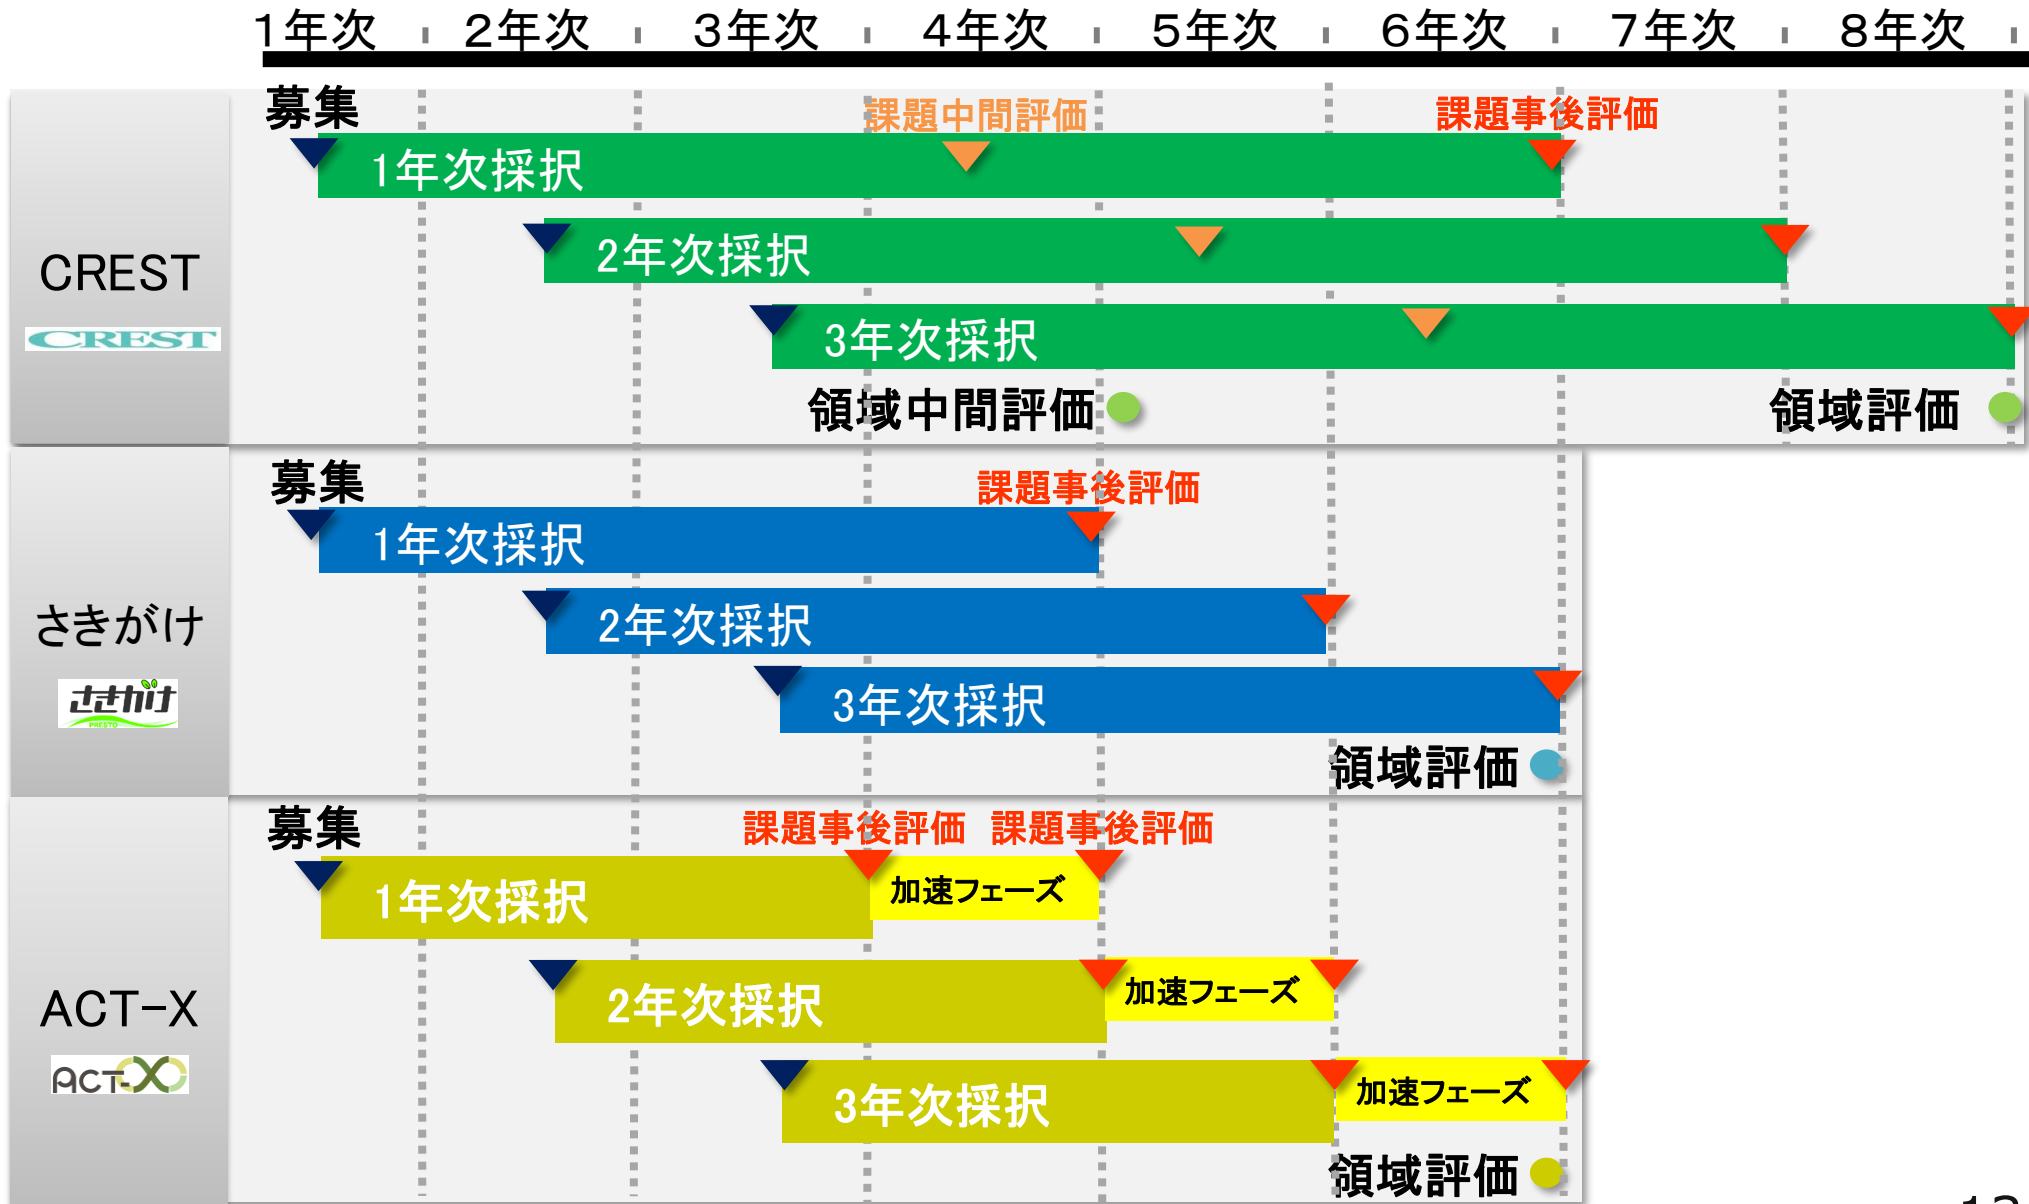 1年次 2年次 3年次 4年次 5年次 6年次 7年次 8年次
CREST
CREST
募集
課題中間評価
課題事後評価
1年次採択
2年次採択
3年次採択
領域中間評価
領域評価
さきがけ
さきがけ
PRESTO
募集
課題事後評価
1年次採択
2年次採択
3年次採択
領域評価
ACT-X
ACT-X
募集
課題事後評価 課題事後評価
1年次採択
加速フェーズ
2年次採択
加速フェーズ
3年次採択
加速フェーズ
領域評価